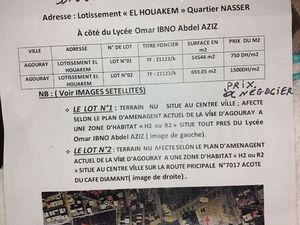 Adresse : Lotissement « EL HOUAKEM » Quartier NASSER
À côté du Lycée Omar IBNO Abdel AZIZ
VILLE ADRESSE N° DE LOT TITRE FONCIER SURFACE EN m2 PRIX DU M2
AGOURAY LOTISSEMENT EL HOUAKEM LOT N°01 TF : 21123/k 14544 m2 750 DH/m2
AGOURAY LOTISSEMENT EL HOUAKEM LOT N°02 TF : 21123/k 693.05 m2 1500DH/m2
NB : ( Voir IMAGES SETELLITES)
PRIX à NÉGOCIER
LE LOT N°1 : TERRAIN NU SITUE AU CENTRE VILLE ; AFECTE
SELON LE PLAN D'AMENAGENT ACTUEL DE LA VILLE D'AGOURAY A
A UNE ZONE D'HABITAT « H2 ou R2 » SITUE TOUT PRES DU Lycée
Omar IBNO Abdel AZIZ (image de gauche).
LE LOT N°2 : TERRAIN NU AFECTE SELON LE PLAN D'AMENAGENT
ACTUEL DE LA VILLE D'AGOURAY A UNE ZONE D'HABITAT « H2 ou R2
» SITUE AU CENTRE VILLE SUR LA ROUTE PRICIPALE N°7017 ACOTE
DU CAFE DIAMANT( image de droite) .